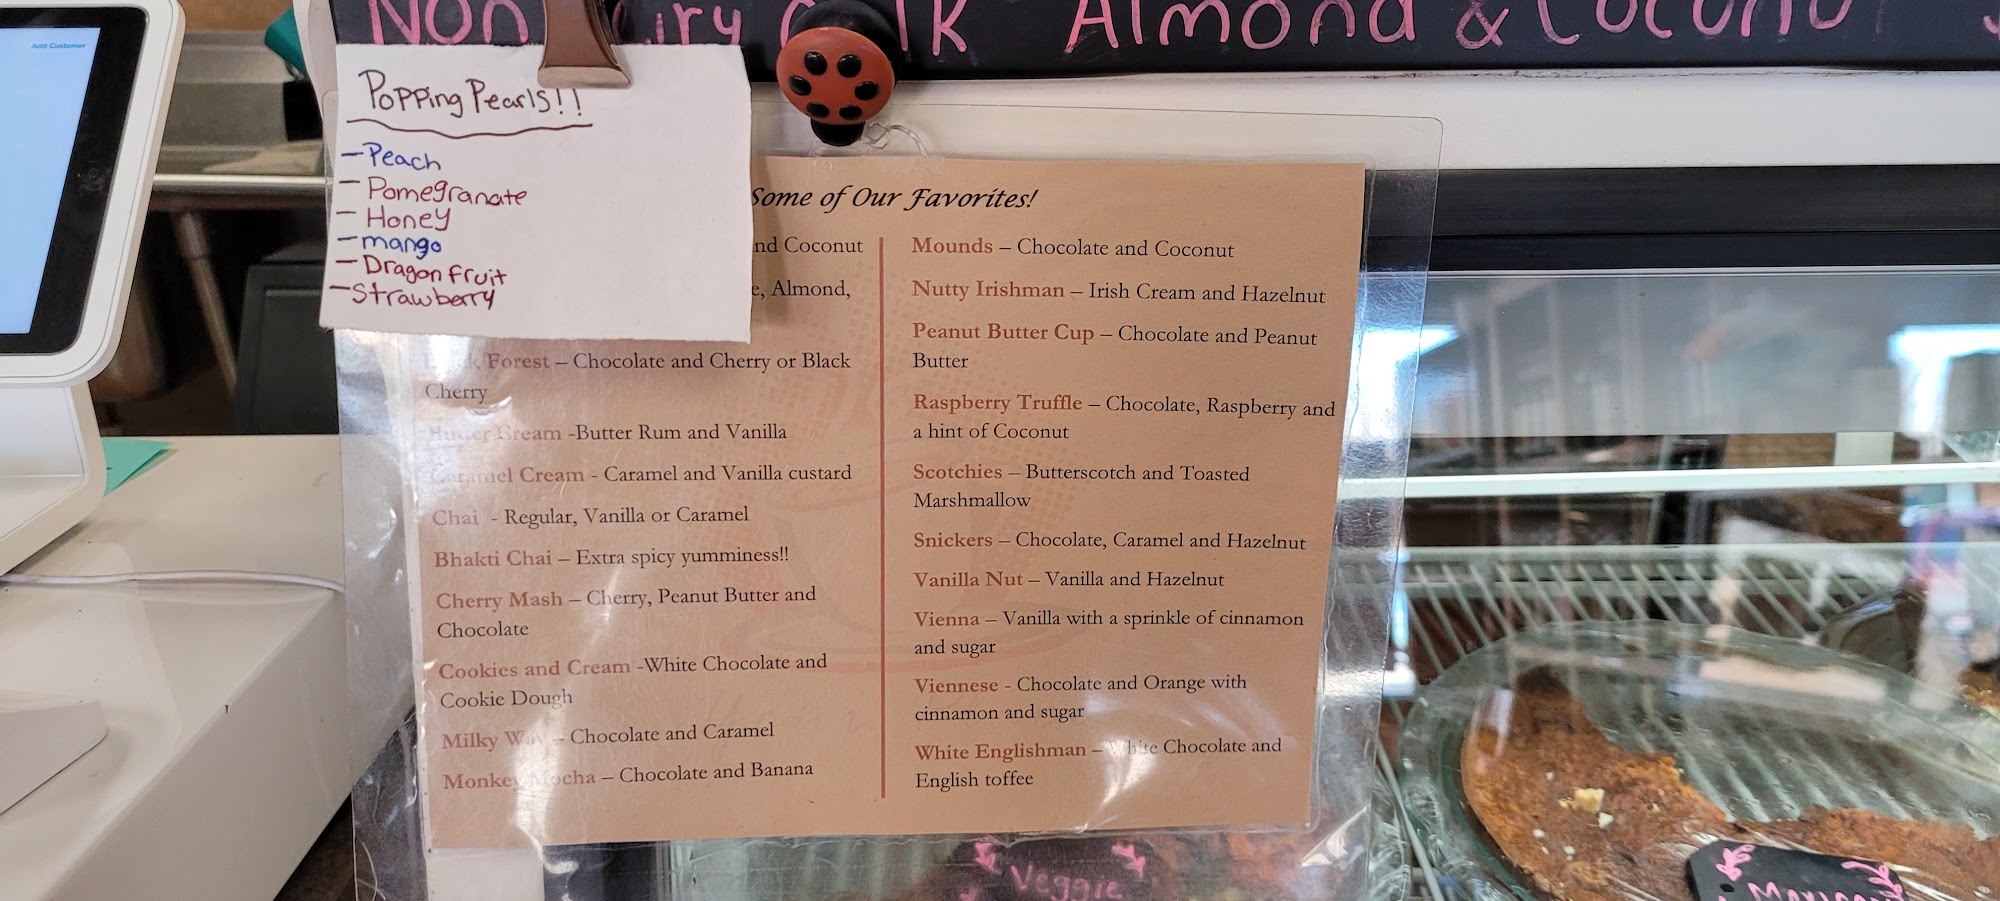 Add Customer
Almond & Coconut
Popping Pearls!!
- Peach
- Pomegranate
- Honey
- mango
- Dragon fruit
- Strawberry
Some of Our Favorites!
nd Coconut
e, Almond,
Forest – Chocolate and Cherry or Black
Cherry
Butter Cream -Butter Rum and Vanilla
Caramel Cream - Caramel and Vanilla custard
Chai - Regular, Vanilla or Caramel
Bhakti Chai – Extra spicy yumminess!!
Cherry Mash – Cherry, Peanut Butter and
Chocolate
Cookies and Cream -White Chocolate and
Cookie Dough
Milky Way – Chocolate and Caramel
Monkey Mocha – Chocolate and Banana
Mounds – Chocolate and Coconut
Nutty Irishman – Irish Cream and Hazelnut
Peanut Butter Cup – Chocolate and Peanut
Butter
Raspberry Truffle – Chocolate, Raspberry and
a hint of Coconut
Scotchies – Butterscotch and Toasted
Marshmallow
Snickers – Chocolate, Caramel and Hazelnut
Vanilla Nut – Vanilla and Hazelnut
Vienna – Vanilla with a sprinkle of cinnamon
and sugar
Viennese - Chocolate and Orange with
cinnamon and sugar
White Englishman – White Chocolate and
English toffee
Veggie